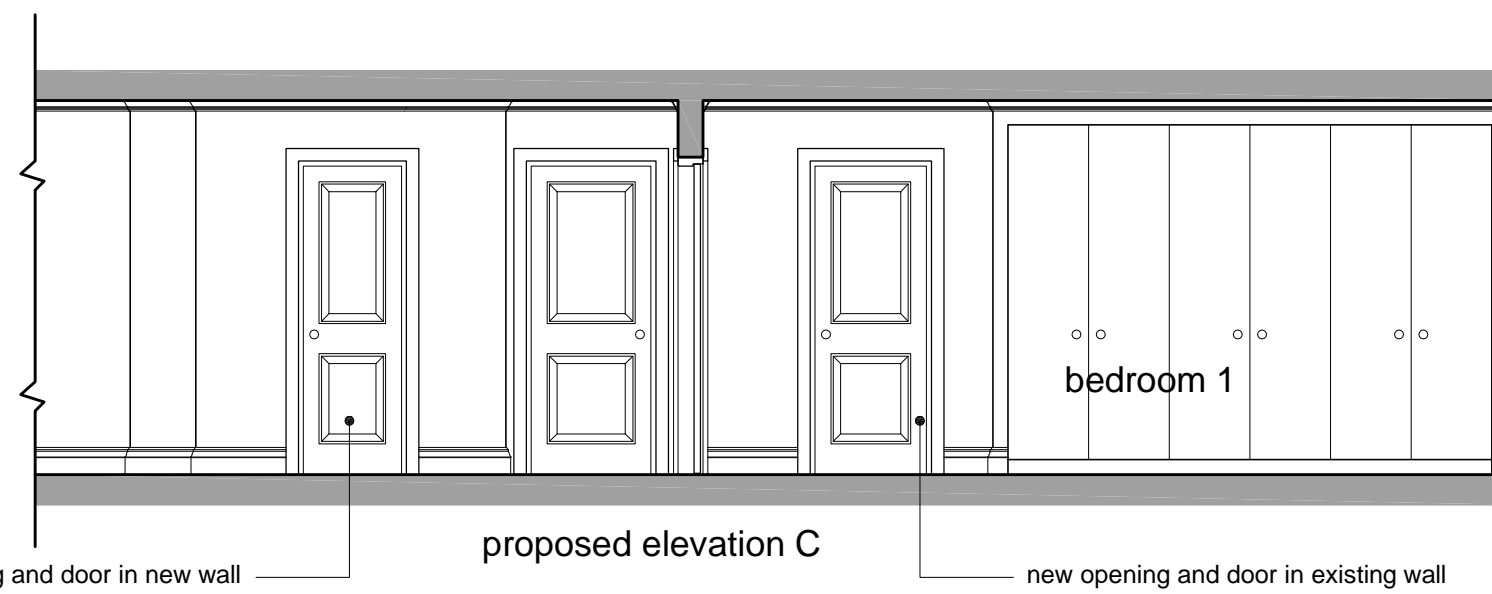 bedroom 1
proposed elevation C
and door in new wall
new opening and door in existing wall